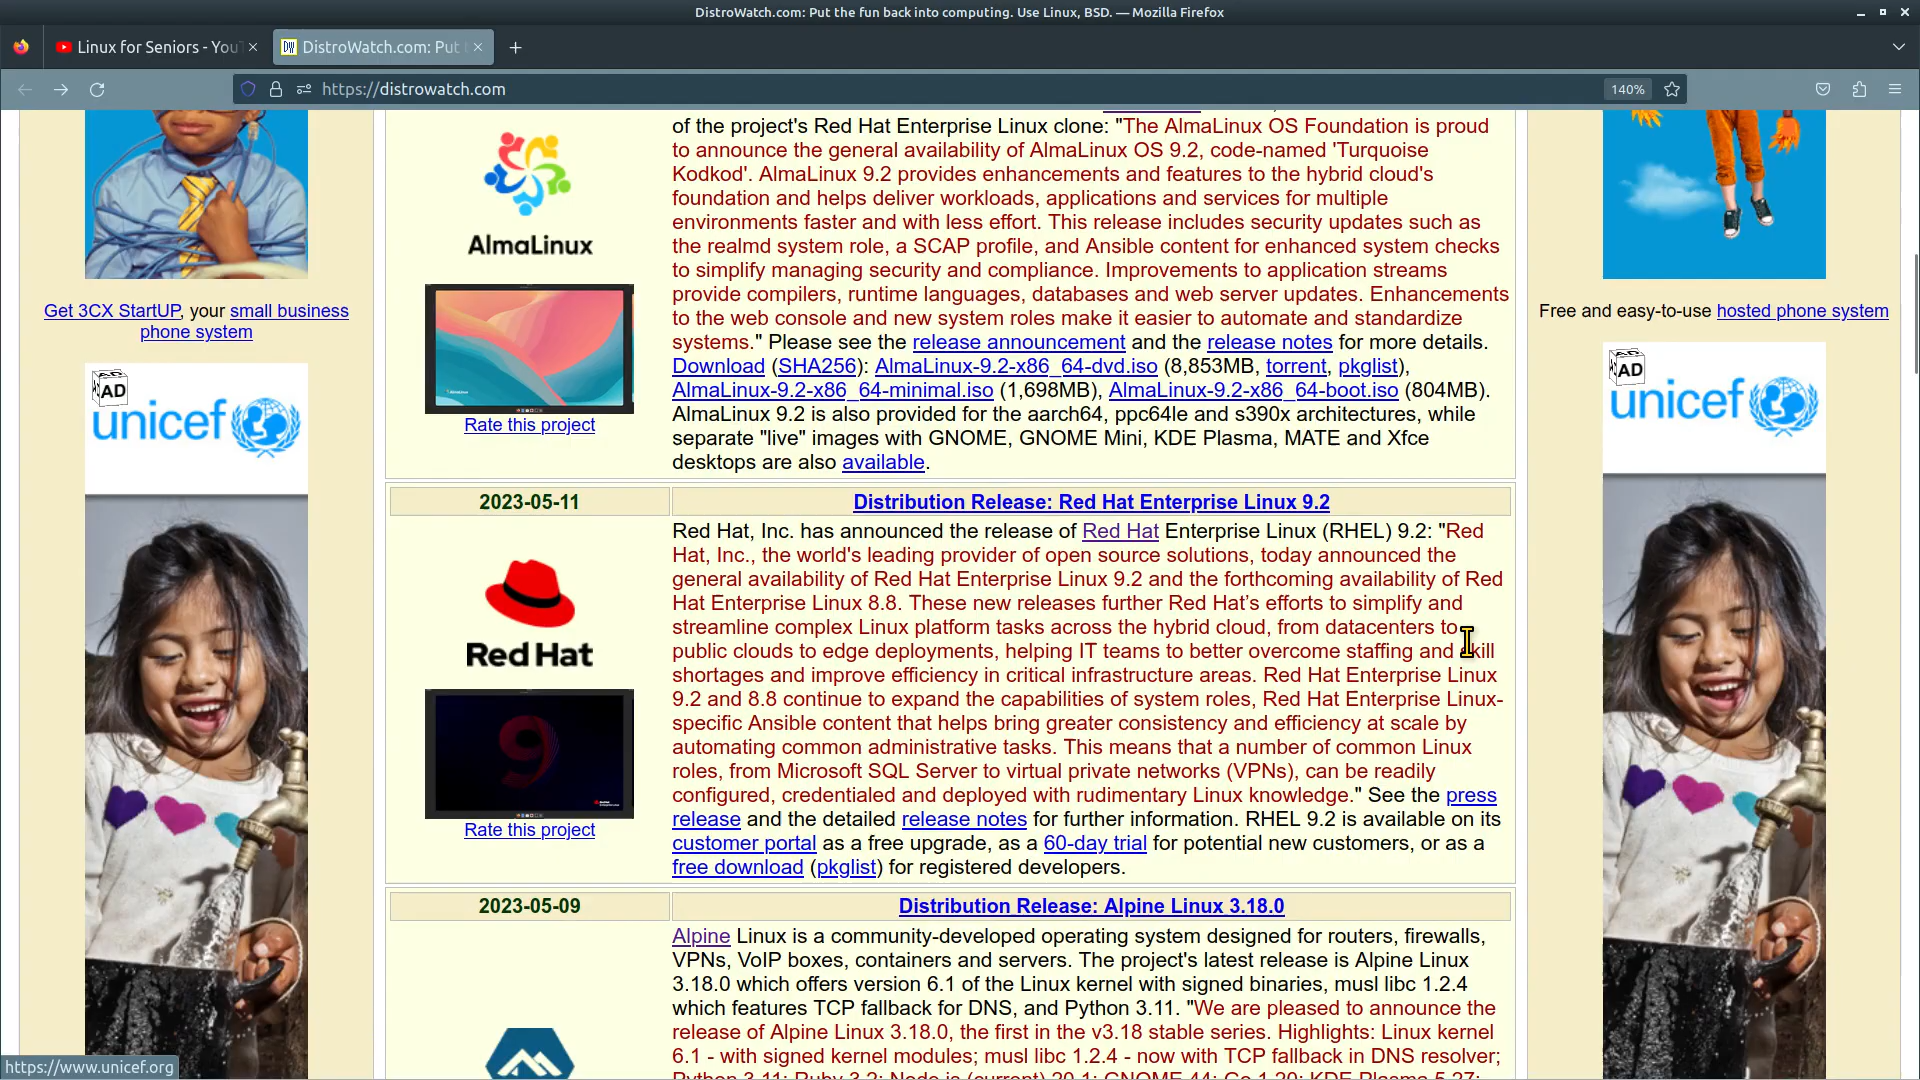 DistroWatch.com: Put the fun back into computing. Use Linux, BSD. — Mozilla Firefox
Linux for Seniors - You
DistroWatch.com: Put
https://distrowatch.com
140%
Get 3CX StartUP, your small business
phone system
AD
unicef
AlmaLinux
Rate this project
of the project's Red Hat Enterprise Linux clone: "The AlmaLinux OS Foundation is proud
to announce the general availability of AlmaLinux OS 9.2, code-named 'Turquoise
Kodkod'. AlmaLinux 9.2 provides enhancements and features to the hybrid cloud's
foundation and helps deliver workloads, applications and services for multiple
environments faster and with less effort. This release includes security updates such as
the realmd system role, a SCAP profile, and Ansible content for enhanced system checks
to simplify managing security and compliance. Improvements to application streams
provide compilers, runtime languages, databases and web server updates. Enhancements
to the web console and new system roles make it easier to automate and standardize
systems." Please see the release announcement and the release notes for more details.
Download (SHA256): AlmaLinux-9.2-x86_64-dvd.iso (8,853MB, torrent, pkglist),
AlmaLinux-9.2-x86_64-minimal.iso (1,698MB), AlmaLinux-9.2-x86_64-boot.iso (804MB).
AlmaLinux 9.2 is also provided for the aarch64, ppc64le and s390x architectures, while
separate "live" images with GNOME, GNOME Mini, KDE Plasma, MATE and Xfce
desktops are also available.
2023-05-11
Distribution Release: Red Hat Enterprise Linux 9.2
Red Hat
9
Rate this project
Red Hat, Inc. has announced the release of Red Hat Enterprise Linux (RHEL) 9.2: "Red
Hat, Inc., the world's leading provider of open source solutions, today announced the
general availability of Red Hat Enterprise Linux 9.2 and the forthcoming availability of Red
Hat Enterprise Linux 8.8. These new releases further Red Hat’s efforts to simplify and
streamline complex Linux platform tasks across the hybrid cloud, from datacenters to
public clouds to edge deployments, helping IT teams to better overcome staffing and skill
shortages and improve efficiency in critical infrastructure areas. Red Hat Enterprise Linux
9.2 and 8.8 continue to expand the capabilities of system roles, Red Hat Enterprise Linux-
specific Ansible content that helps bring greater consistency and efficiency at scale by
automating common administrative tasks. This means that a number of common Linux
roles, from Microsoft SQL Server to virtual private networks (VPNs), can be readily
configured, credentialed and deployed with rudimentary Linux knowledge." See the press
release and the detailed release notes for further information. RHEL 9.2 is available on its
customer portal as a free upgrade, as a 60-day trial for potential new customers, or as a
free download (pkglist) for registered developers.
2023-05-09
Distribution Release: Alpine Linux 3.18.0
Alpine Linux is a community-developed operating system designed for routers, firewalls,
VPNs, VoIP boxes, containers and servers. The project's latest release is Alpine Linux
3.18.0 which offers version 6.1 of the Linux kernel with signed binaries, musl libc 1.2.4
which features TCP fallback for DNS, and Python 3.11. "We are pleased to announce the
release of Alpine Linux 3.18.0, the first in the v3.18 stable series. Highlights: Linux kernel
6.1 - with signed kernel modules; musl libc 1.2.4 - now with TCP fallback in DNS resolver;
Python 3.11; Ruby 3.2; Node.js (current) 20.1; GNOME 44; Go 1.20; KDE Plasma 5.27;
Free and easy-to-use hosted phone system
AD
unicef
https://www.unicef.org